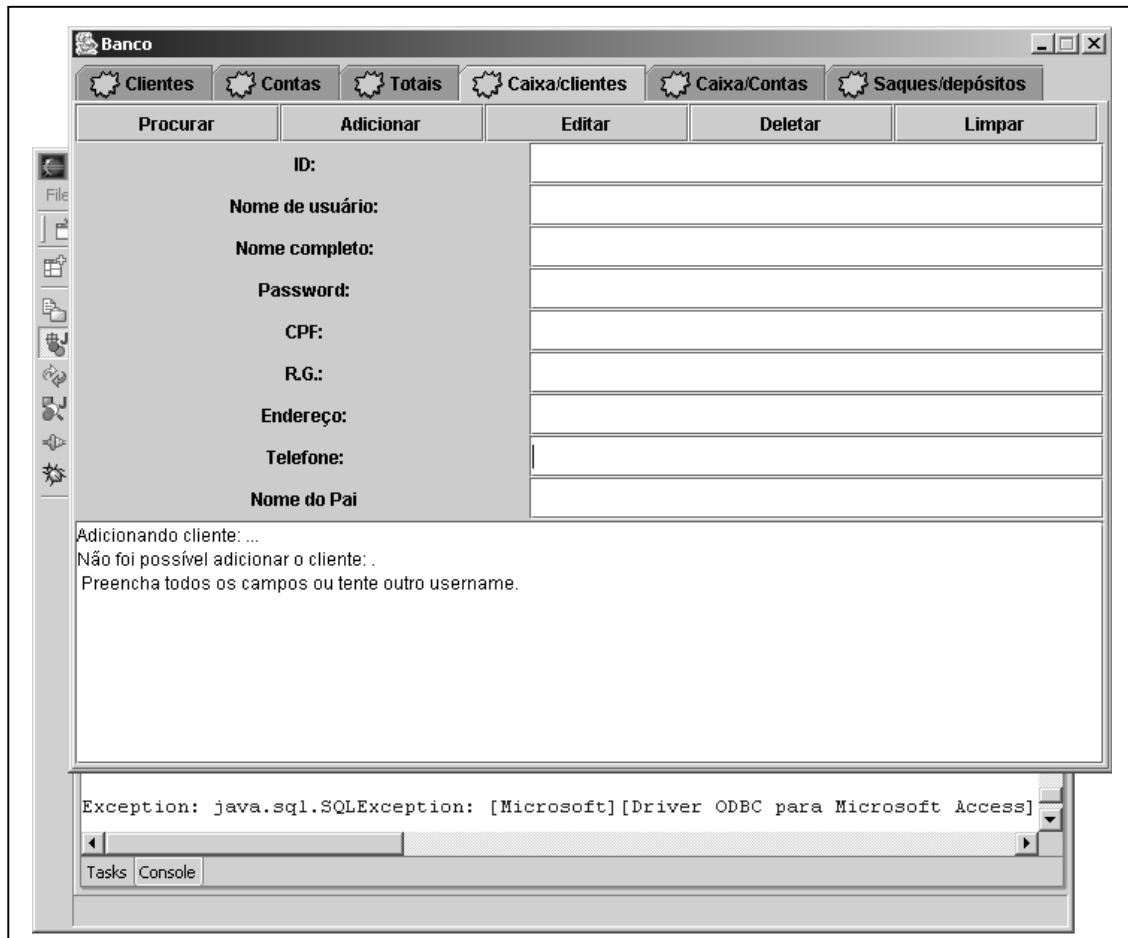 Banco
Clientes Contas Totais Caixa/clientes Caixa/Contas Saques/depósitos
Procurar Adicionar Editar Deletar Limpar
ID:
File
Nome de usuário:
Nome completo:
Password:
CPF:
R.G.:
Endereço:
Telefone:
Nome do Pai
Adicionando cliente: ...
Não foi possível adicionar o cliente: .
Preencha todos os campos ou tente outro username.
Exception: java.sql.SQLException: [Microsoft][Driver ODBC para Microsoft Access]
Tasks Console